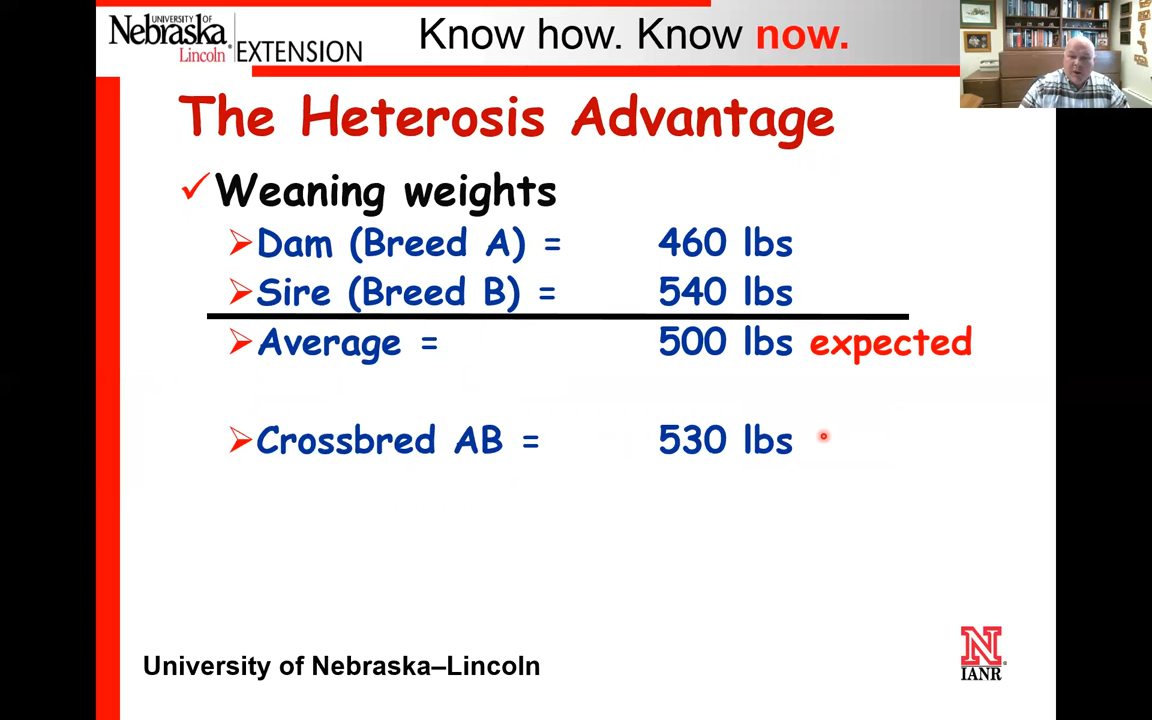 UNIVERSITY OF
Nebraska
Lincoln® EXTENSION
Know how. Know now.
The Heterosis Advantage
Weaning weights
Dam (Breed A) = 460 lbs
Sire (Breed B) = 540 lbs
Average = 500 lbs expected
Crossbred AB = 530 lbs
University of Nebraska–Lincoln
N®
IANR